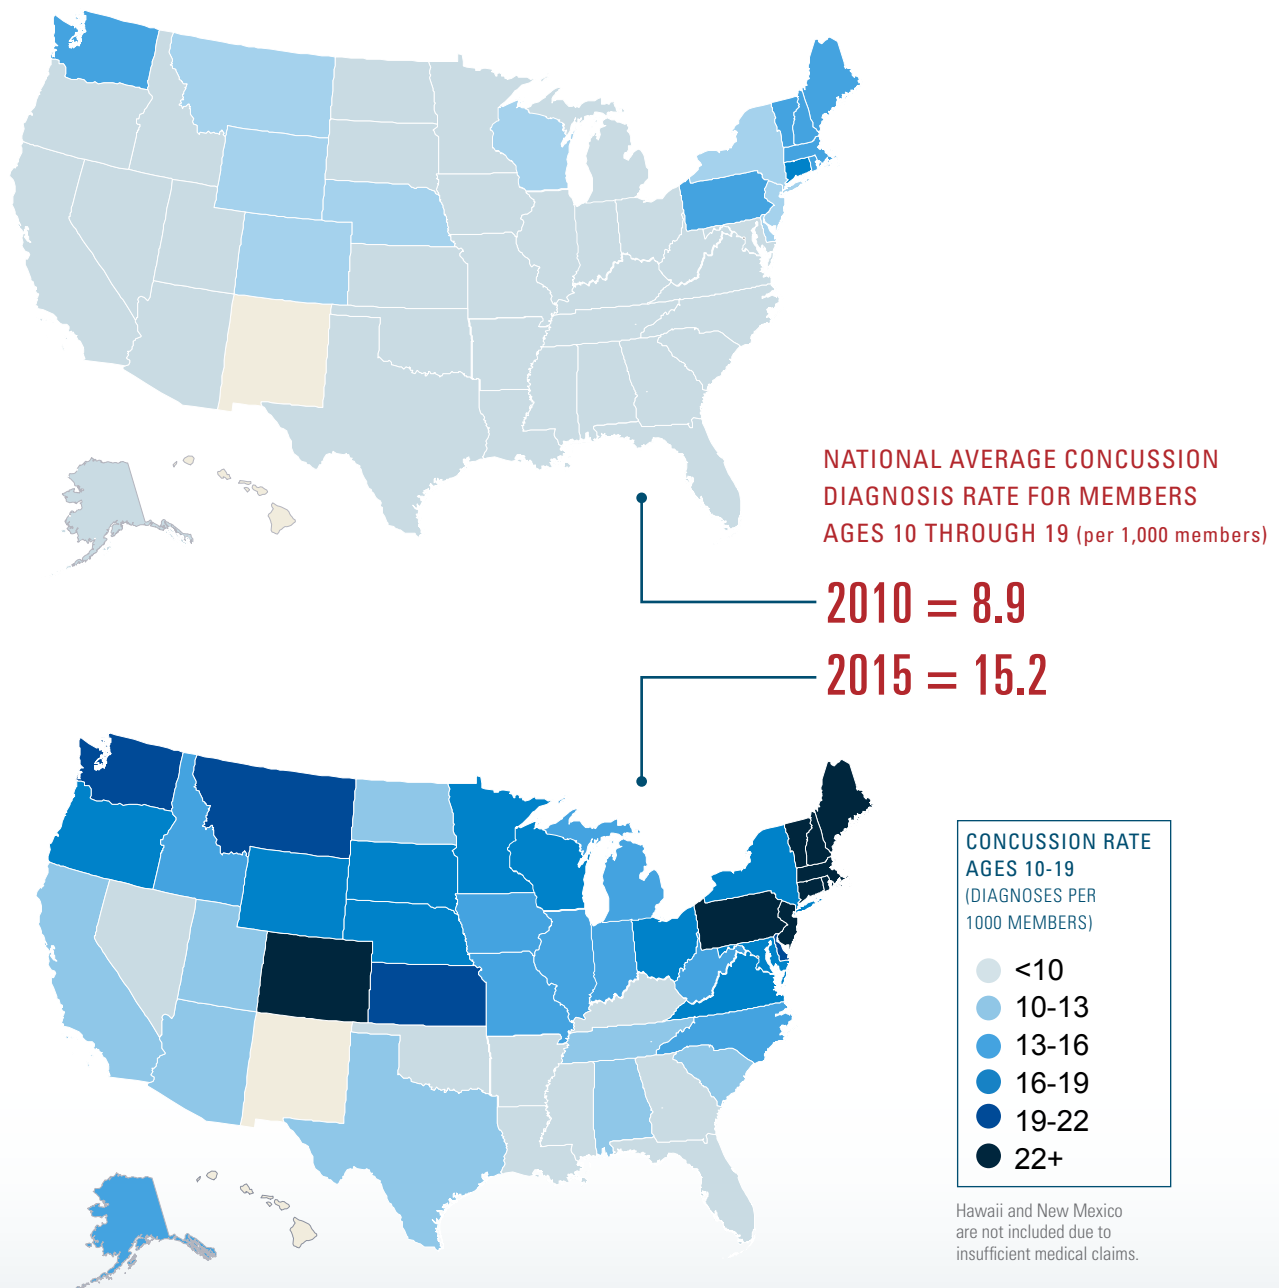 NATIONAL AVERAGE CONCUSSION
DIAGNOSIS RATE FOR MEMBERS
AGES 10 THROUGH 19 (per 1,000 members)
2010 = 8.9
2015 = 15.2
CONCUSSION RATE
AGES 10-19
(DIAGNOSES PER
1000 MEMBERS)
<10
10-13
13-16
16-19
19-22
22+
Hawaii and New Mexico
are not included due to
insufficient medical claims.